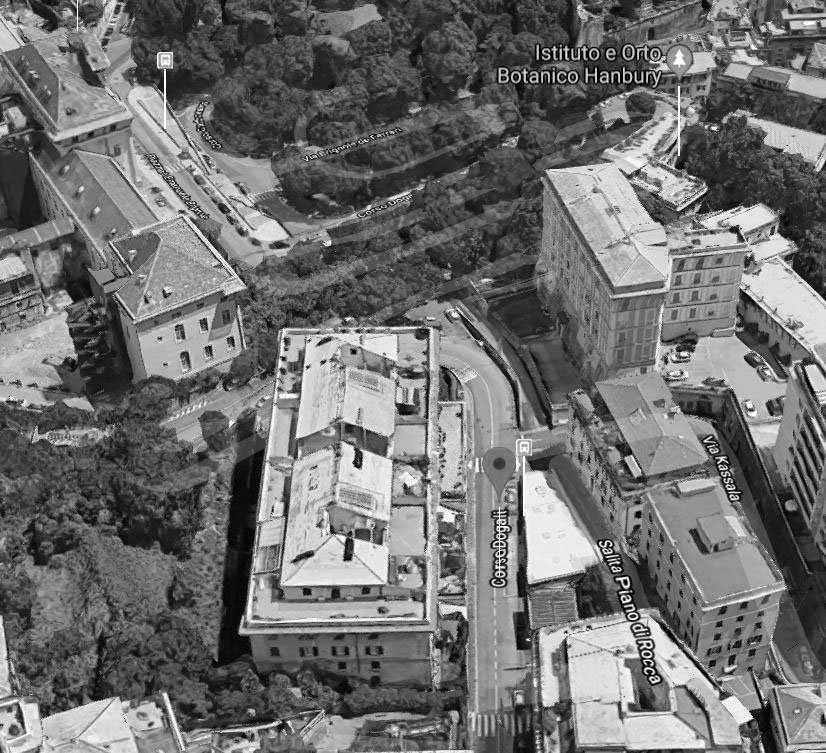 Istituto e Orto
Botanico Hanbury
Via Brignole de Ferrari
Corso Dogali
Via Kassala
Corso Dogali
Salita Piano di Rocca